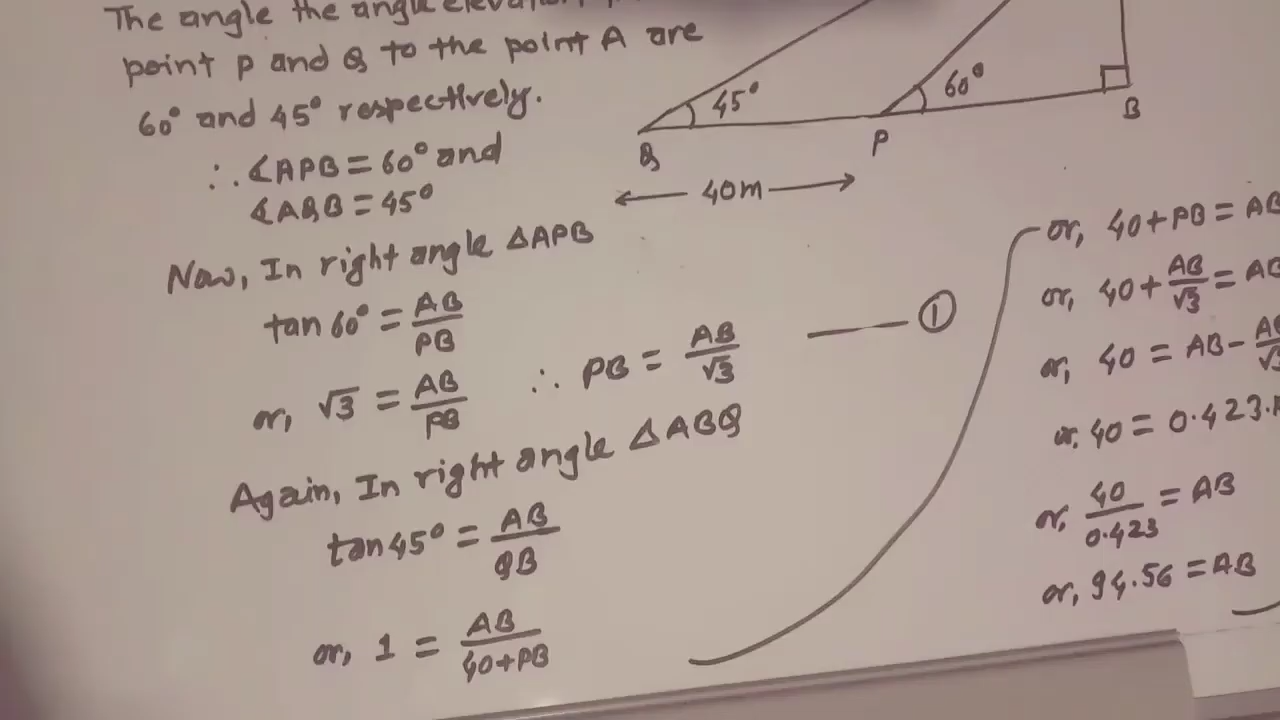 The angle the angle elevation
point P and Q to the point A are
60° and 45° respectively.
∴ ∡APB = 60° and
∡AQB = 45°
Now, In right angle ΔAPB
tan 60° = AB/PB
or, √3 = AB/PB ∴ PB = AB/√3 —— ①
Again, In right angle ΔABQ
tan 45° = AB/QB
or, 1 = AB/40+PB
45°
60°
Q
P
B
40m
or, 40 + PB = AB
or, 40 + AB/√3 = AB
or, 40 = AB - AB/√3
or, 40 = 0.423.
or, 40/0.423 = AB
or, 94.56 = AB